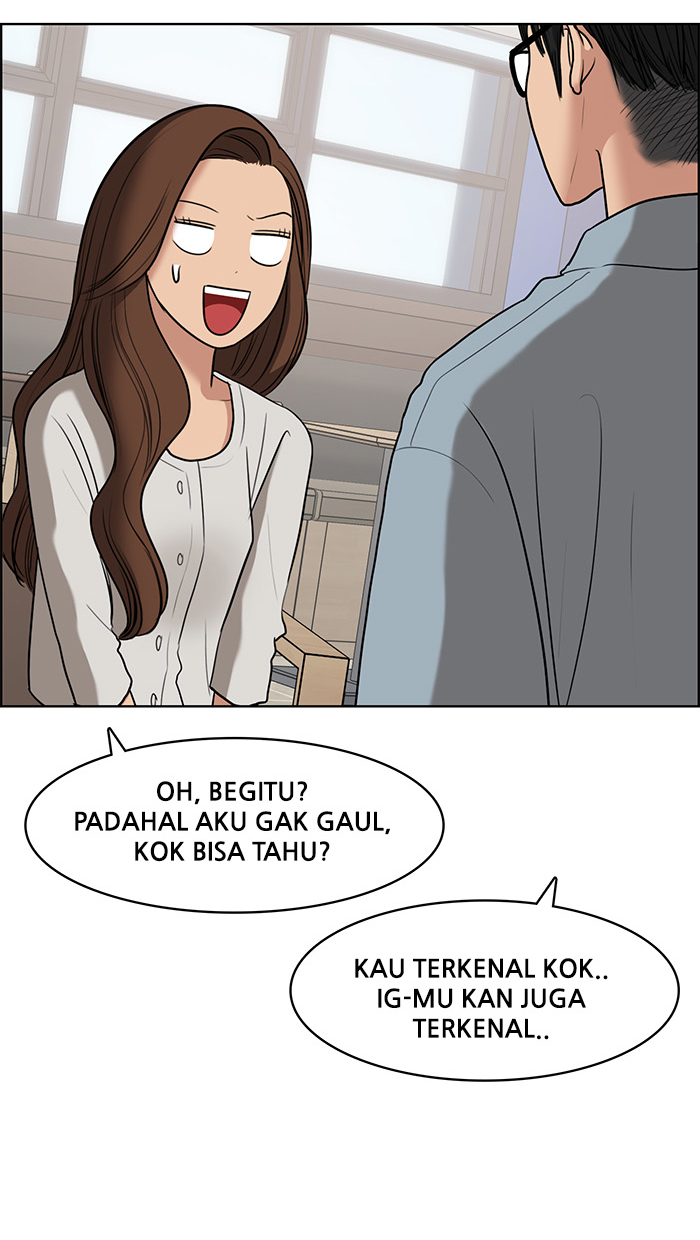 OH, BEGITU?
PADAHAL AKU GAK GAUL,
KOK BISA TAHU?
KAU TERKENAL KOK..
IG-MU KAN JUGA
TERKENAL..